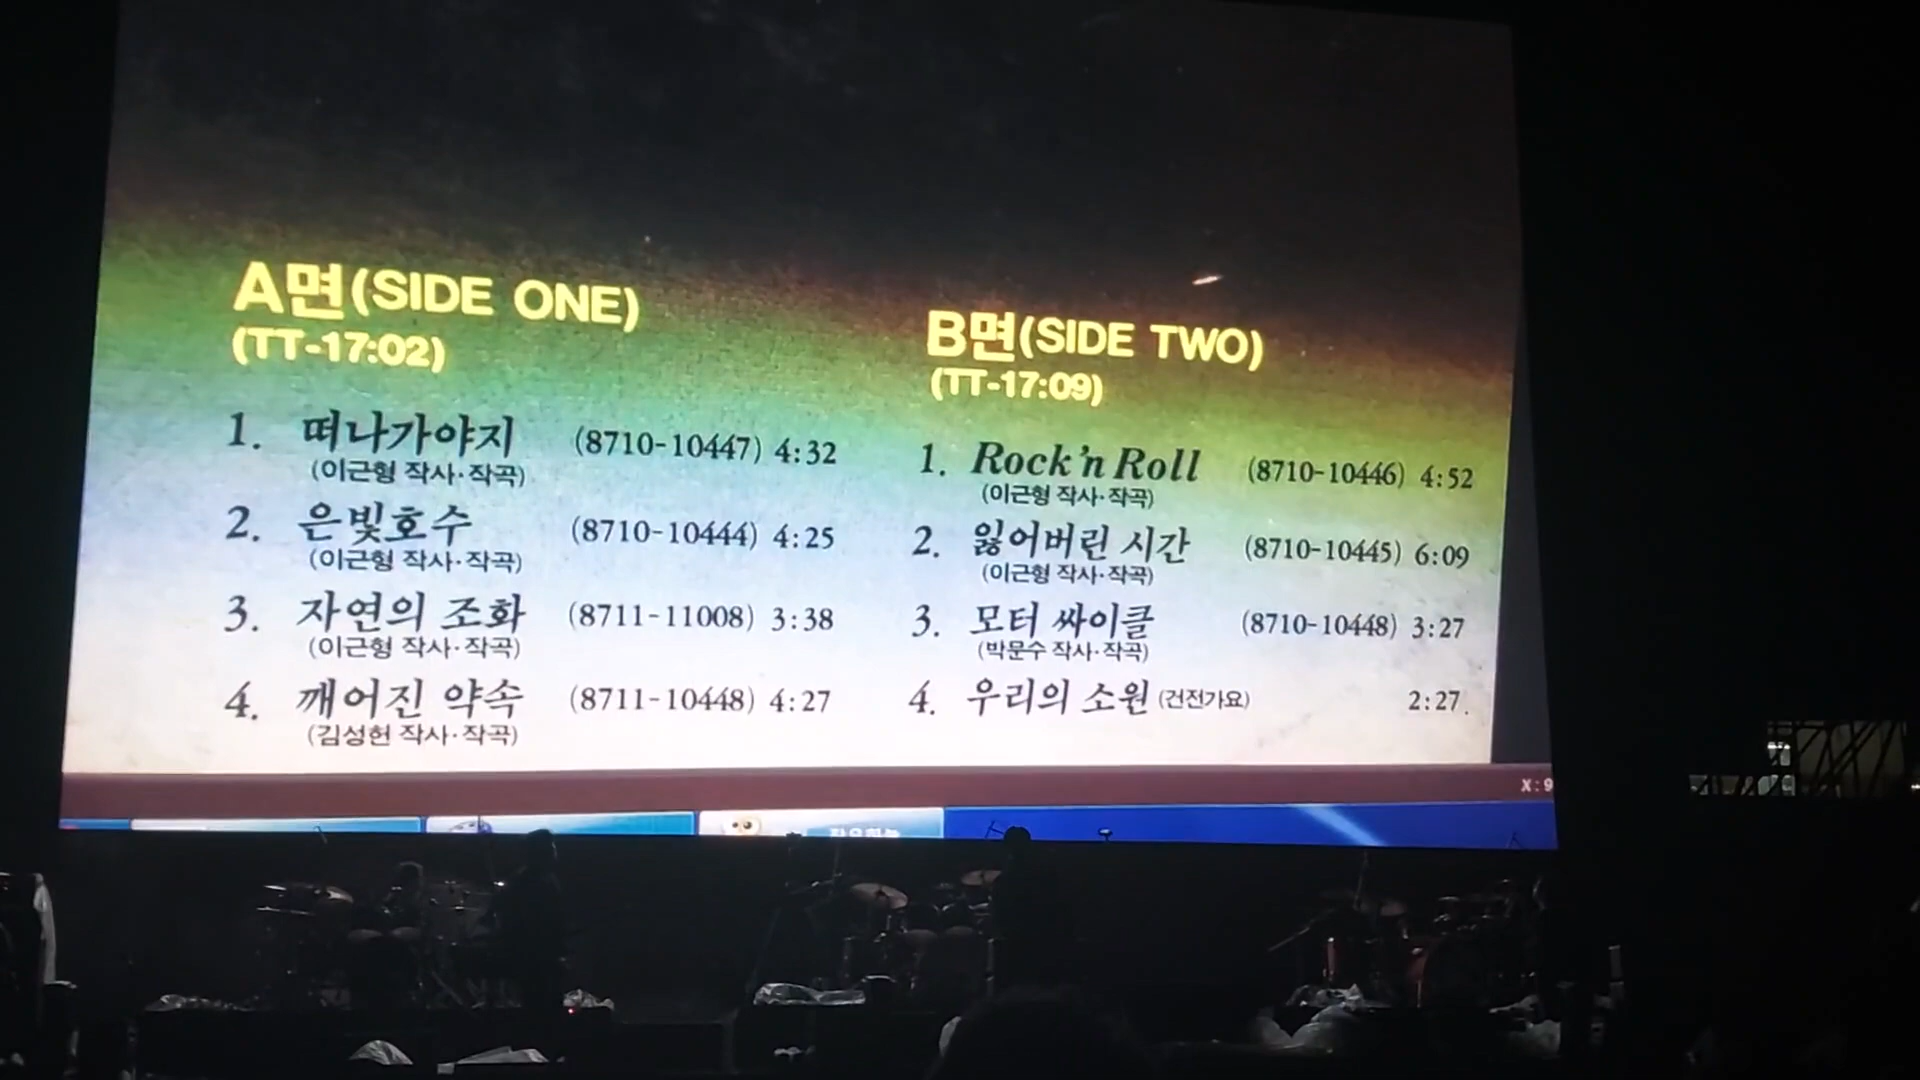 A면(SIDE ONE)
(TT-17:02)
1. 떠나가야지 (8710-10447) 4:32
(이근형 작사·작곡)
2. 은빛호수 (8710-10444) 4:25
(이근형 작사·작곡)
3. 자연의 조화 (8711-11008) 3:38
(이근형 작사·작곡)
4. 깨어진 약속 (8711-10448) 4:27
(김성헌 작사·작곡)
B면(SIDE TWO)
(TT-17:09)
1. Rock'n Roll (8710-10446) 4:52
(이근형 작사·작곡)
2. 잃어버린 시간 (8710-10445) 6:09
(이근형 작사·작곡)
3. 모터 싸이클 (8710-10448) 3:27
(박문수 작사·작곡)
4. 우리의 소원 (건전가요) 2:27
X:9